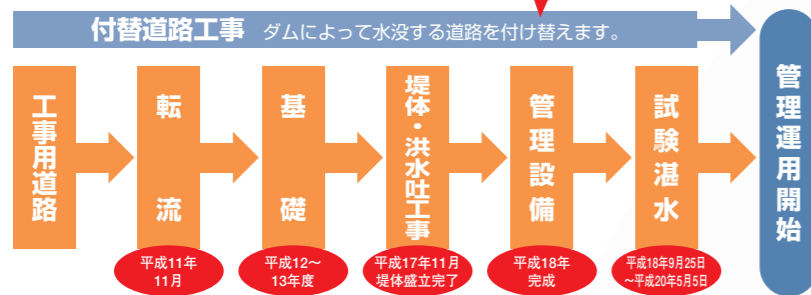 付替道路工事 ダムによって水没する道路を付け替えます。
工事用道路
転流
基礎
堤体・洪水吐工事
管理設備
試験湛水
管理運用開始
平成11年
11月
平成12～
13年度
平成17年11月
堤体盛立完了
平成18年
完成
平成18年9月25日
～平成20年5月5日